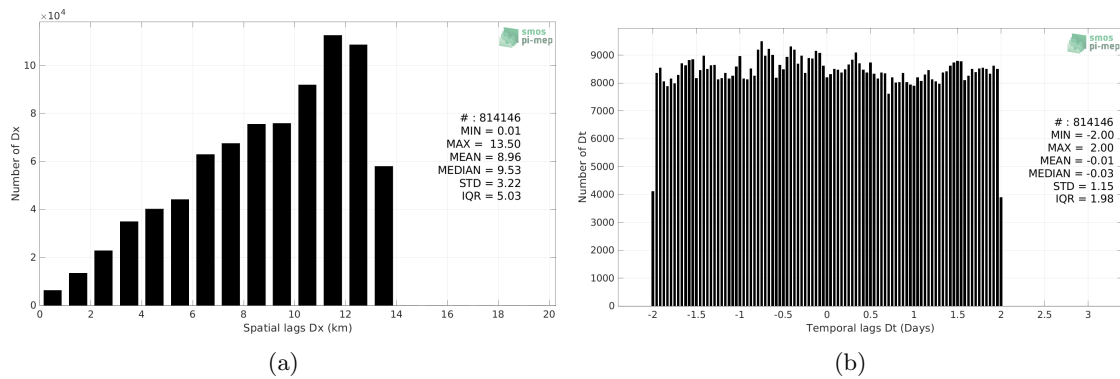 ×10⁴
10
8
6
4
2
0
Number of Dx
0 2 4 6 8 10 12 14 16 18 20
Spatial lags Dx (km)
smos
pi-mep
# : 814146
MIN = 0.01
MAX = 13.50
MEAN = 8.96
MEDIAN = 9.53
STD = 3.22
IQR = 5.03
(a)
9000
8000
7000
6000
5000
4000
3000
2000
1000
0
Number of Dt
-2 -1.5 -1 -0.5 0 0.5 1 1.5 2 2.5 3
Temporal lags Dt (Days)
smos
pi-mep
# : 814146
MIN = -2.00
MAX = 2.00
MEAN = -0.01
MEDIAN = -0.03
STD = 1.15
IQR = 1.98
(b)